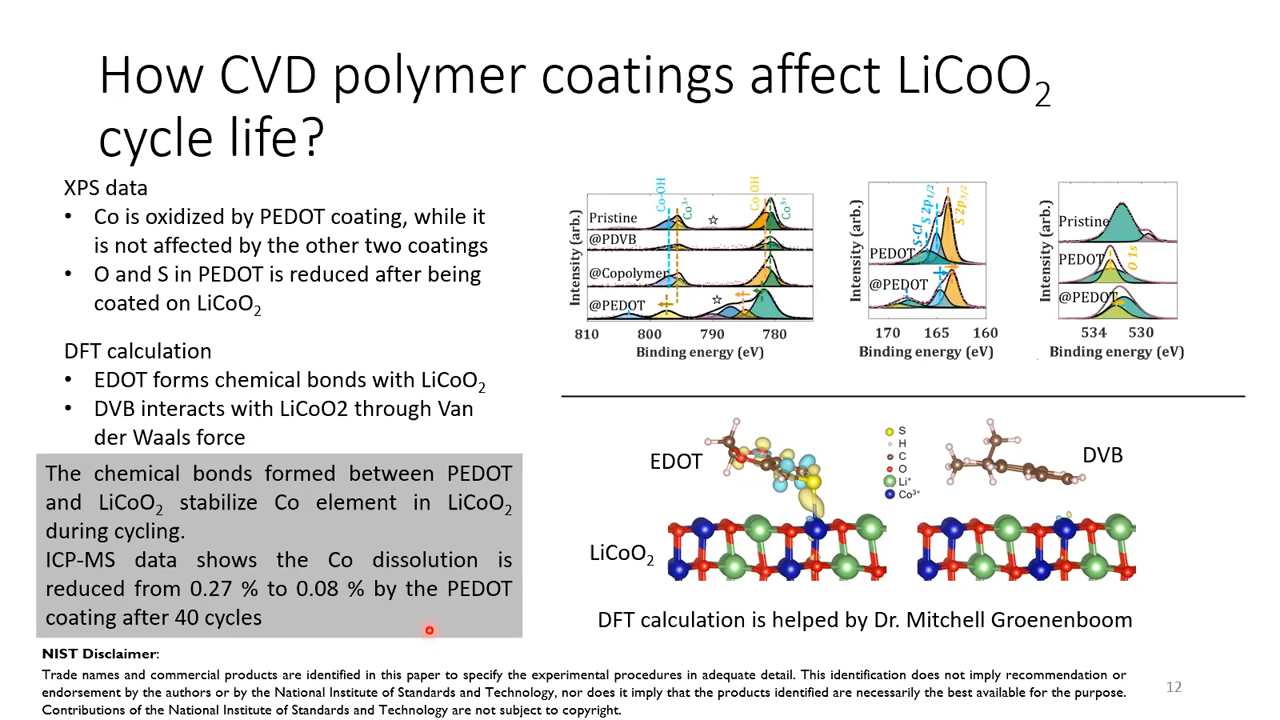 How CVD polymer coatings affect LiCoO2
cycle life?
XPS data
• Co is oxidized by PEDOT coating, while it
is not affected by the other two coatings
• O and S in PEDOT is reduced after being
coated on LiCoO2
DFT calculation
• EDOT forms chemical bonds with LiCoO2
• DVB interacts with LiCoO2 through Van
der Waals force
The chemical bonds formed between PEDOT
and LiCoO2 stabilize Co element in LiCoO2
during cycling.
ICP-MS data shows the Co dissolution is
reduced from 0.27 % to 0.08 % by the PEDOT
coating after 40 cycles
Intensity (arb.)
Co-OH
Co3+
Co-OH
Co3+
Pristine
@PDVB
@Copolymer
@PEDOT
810 800 790 780
Binding energy (eV)
Intensity (arb.)
S-Cl
S 2p1/2
S 2p3/2
PEDOT
@PEDOT
170 165 160
Binding energy (eV)
Intensity (arb.)
Pristine
PEDOT
O 1s
@PEDOT
534 530
Binding energy (eV)
EDOT
S
H
C
O
Li+
Co3+
DVB
LiCoO2
DFT calculation is helped by Dr. Mitchell Groenenboom
NIST Disclaimer:
Trade names and commercial products are identified in this paper to specify the experimental procedures in adequate detail. This identification does not imply recommendation or
endorsement by the authors or by the National Institute of Standards and Technology, nor does it imply that the products identified are necessarily the best available for the purpose.
Contributions of the National Institute of Standards and Technology are not subject to copyright.
12